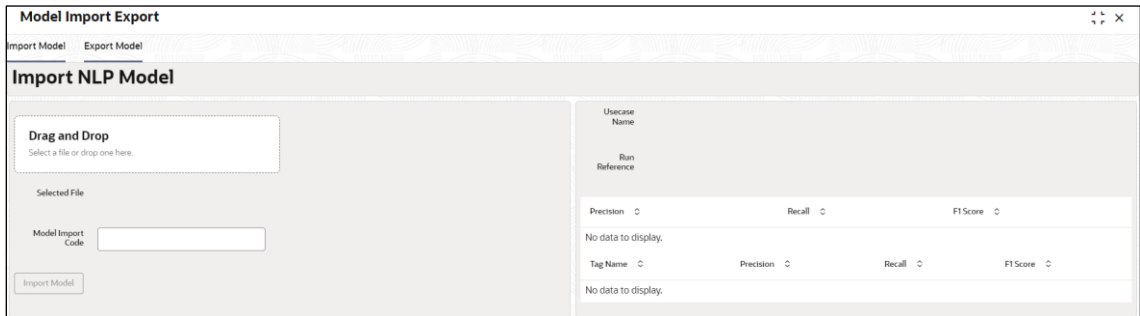 Model Import Export
Import Model Export Model
Import NLP Model
Drag and Drop
Select a file or drop one here.
Selected File
Model Import
Code
Import Model
Usecase
Name
Run
Reference
Precision Recall F1 Score
No data to display.
Tag Name Precision Recall F1 Score
No data to display.